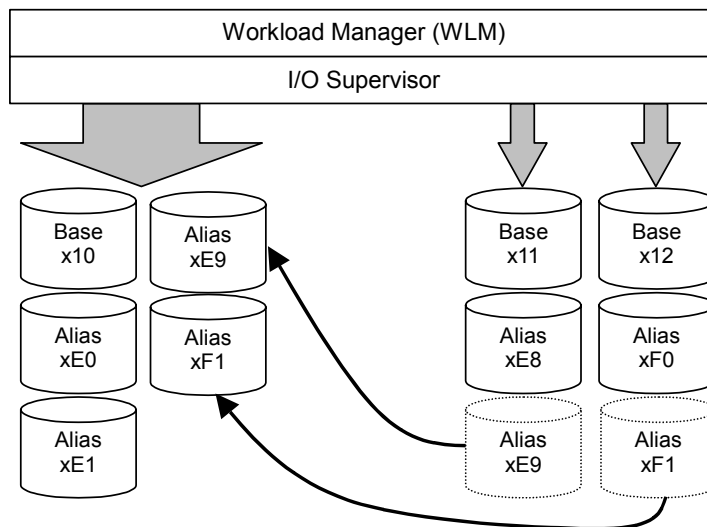 Workload Manager (WLM)
I/O Supervisor
Base
x10
Alias
xE9
Base
x11
Base
x12
Alias
xE0
Alias
xF1
Alias
xE8
Alias
xF0
Alias
xE1
Alias
xE9
Alias
xF1